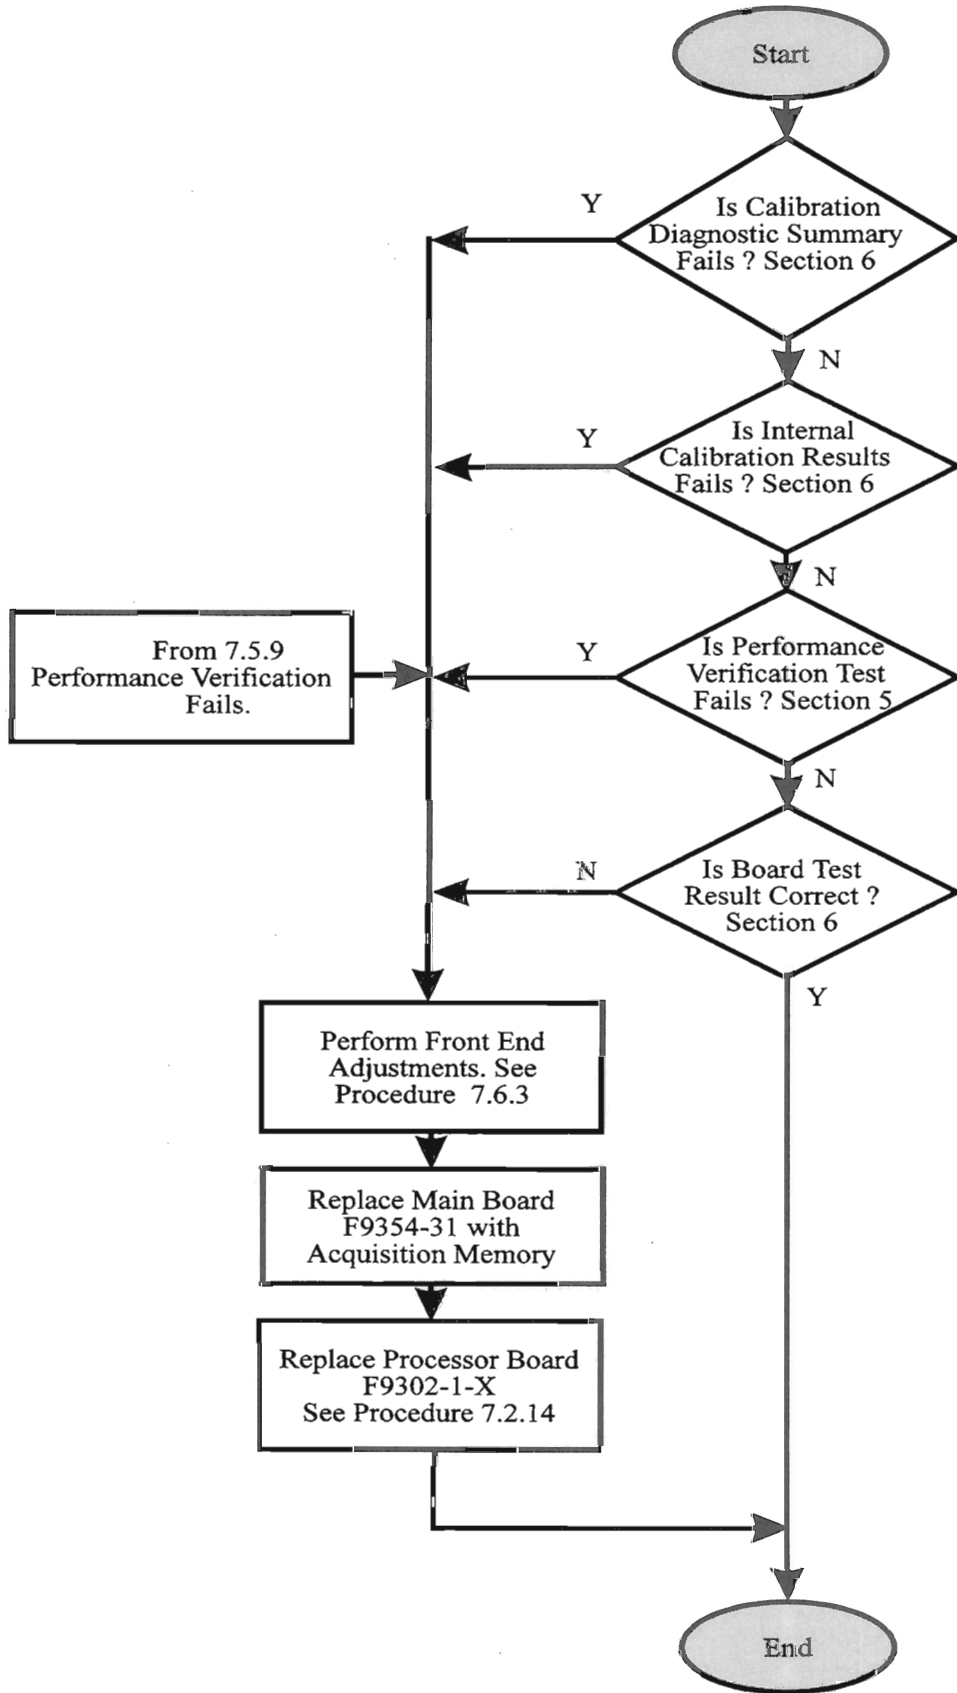 Start
Y
Is Calibration
Diagnostic Summary
Fails ? Section 6
N
Y
Is Internal
Calibration Results
Fails ? Section 6
N
From 7.5.9
Performance Verification
Fails.
Y
Is Performance
Verification Test
Fails ? Section 5
N
N
Is Board Test
Result Correct ?
Section 6
Y
Perform Front End
Adjustments. See
Procedure 7.6.3
Replace Main Board
F9354-31 with
Acquisition Memory
Replace Processor Board
F9302-1-X
See Procedure 7.2.14
End